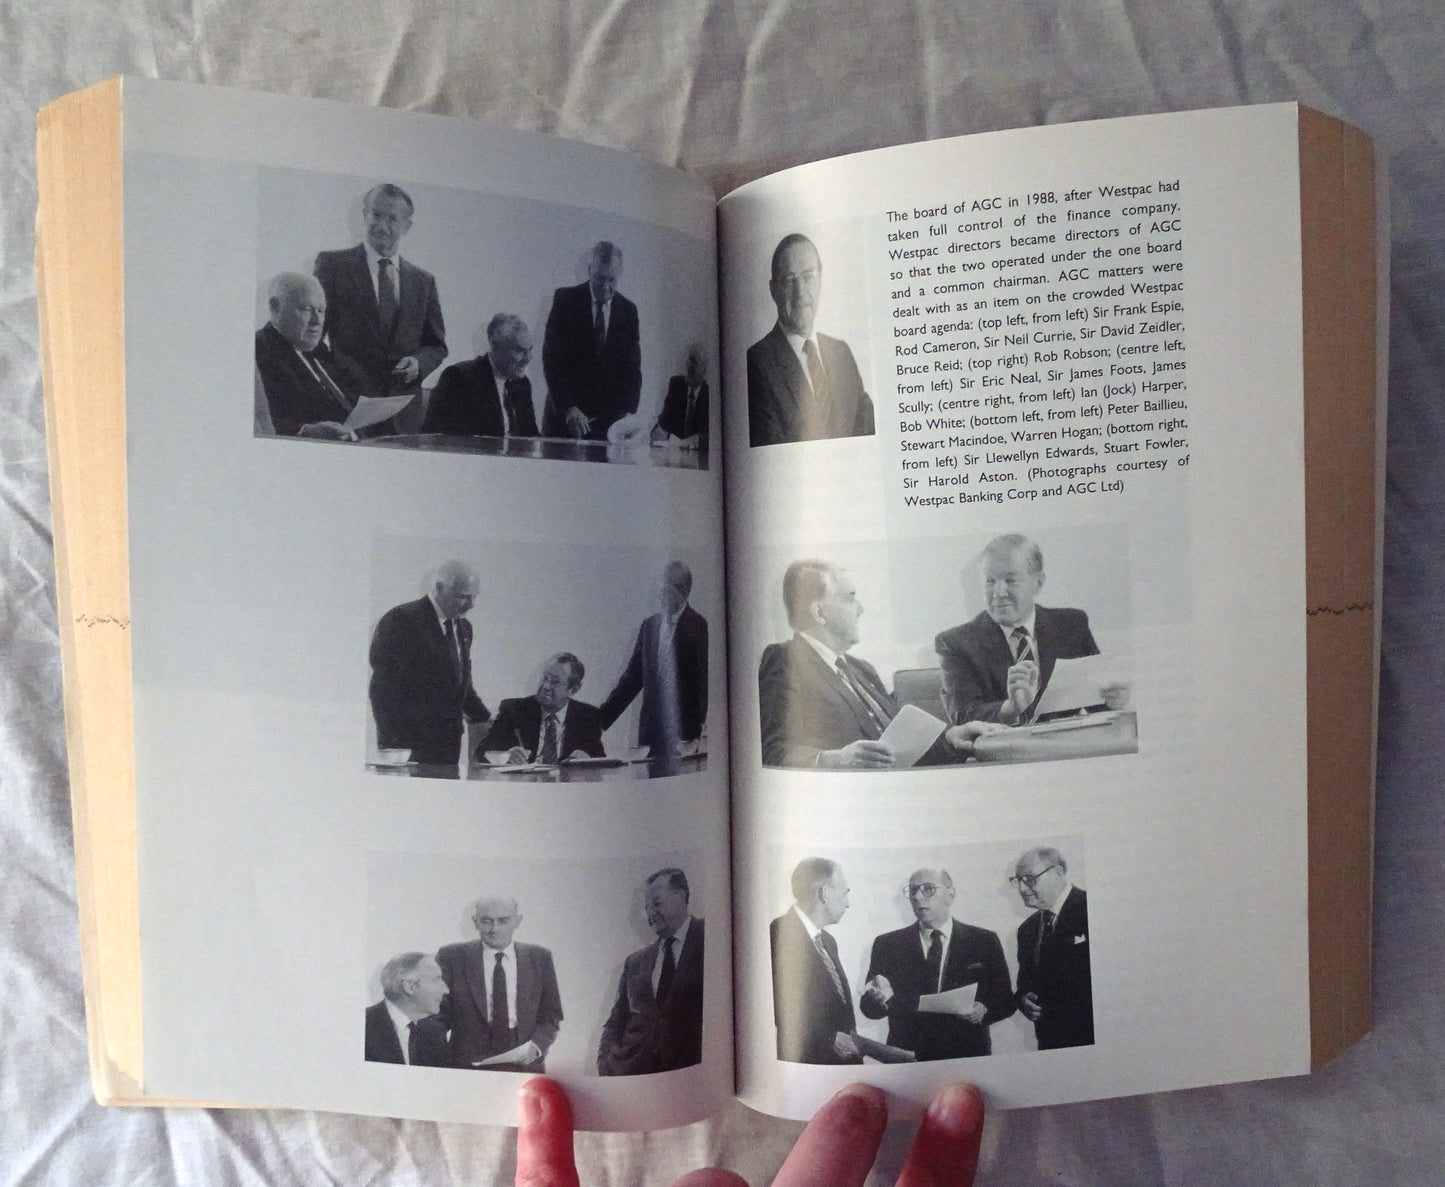 The board of AGC in 1988, after Westpac had
taken full control of the finance company.
Westpac directors became directors of AGC
so that the two operated under the one board
and a common chairman. AGC matters were
dealt with as an item on the crowded Westpac
board agenda: (top left, from left) Sir Frank Espie,
Rod Cameron, Sir Neil Currie, Sir David Zeidler,
Bruce Reid; (top right) Rob Robson; (centre left,
from left) Sir Eric Neal, Sir James Foots, James
Scully; (centre right, from left) Ian (Jock) Harper,
Bob White; (bottom left, from left) Peter Baillieu,
Stewart Macindoe, Warren Hogan; (bottom right,
from left) Sir Llewellyn Edwards, Stuart Fowler,
Sir Harold Aston. (Photographs courtesy of
Westpac Banking Corp and AGC Ltd)